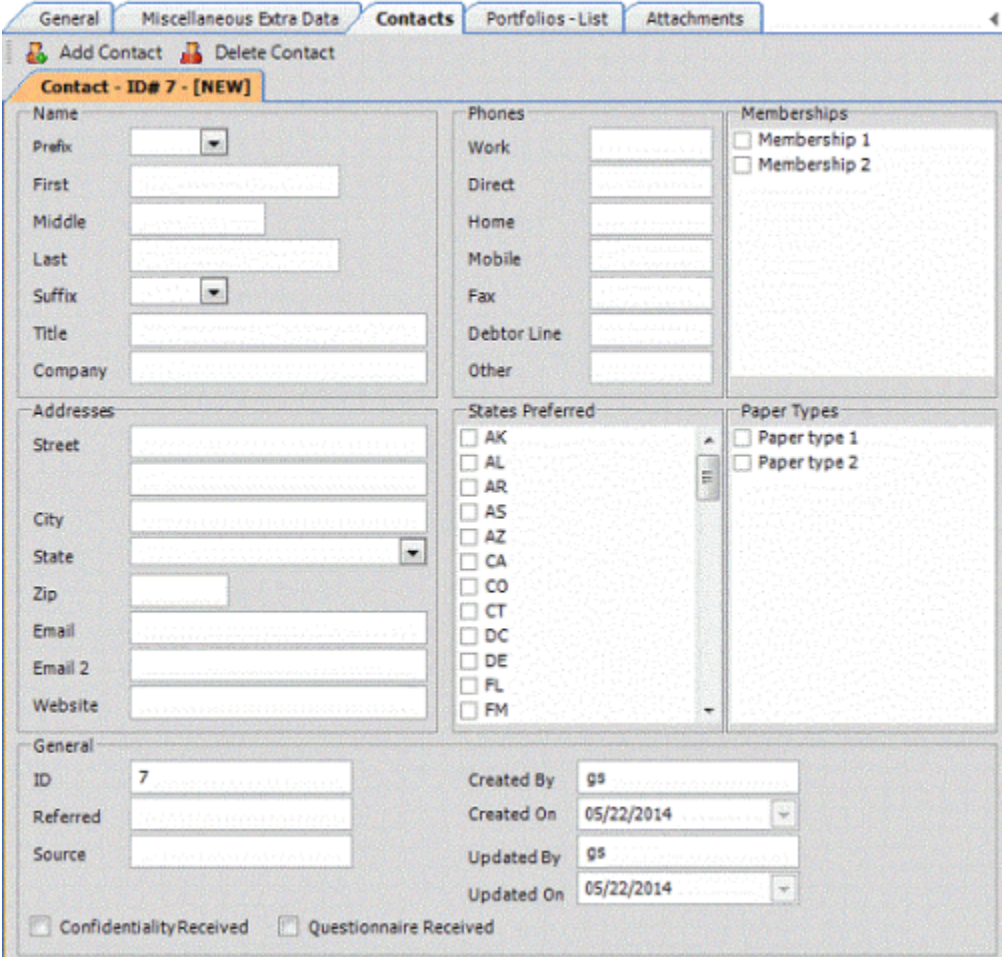 General Miscellaneous Extra Data Contacts Portfolios - List Attachments
Add Contact Delete Contact
Contact - ID# 7 - [NEW]
Name
Prefix
First
Middle
Last
Suffix
Title
Company
Phones
Work
Direct
Home
Mobile
Fax
Debtor Line
Other
Memberships
Membership 1
Membership 2
Addresses
Street
City
State
Zip
Email
Email 2
Website
States Preferred
AK
AL
AR
AS
AZ
CA
CO
CT
DC
DE
FL
FM
Paper Types
Paper type 1
Paper type 2
General
ID 7
Referred
Source
Created By gs
Created On 05/22/2014
Updated By gs
Updated On 05/22/2014
Confidentiality Received Questionnaire Received